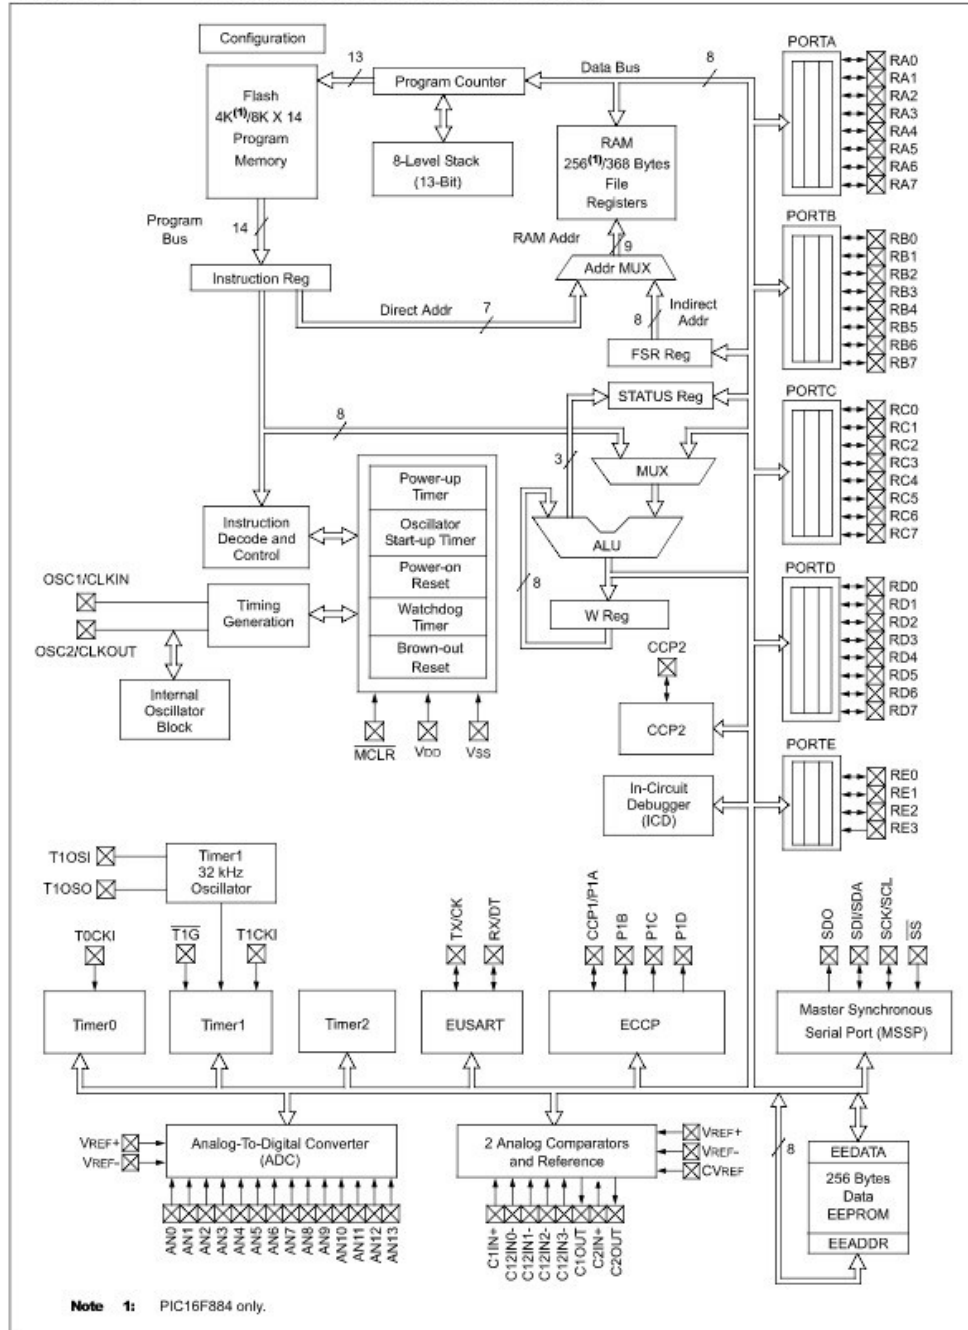 Configuration
Flash
4K(1)/8K X 14
Program
Memory
13
Program Counter
Data Bus
8
8-Level Stack
(13-Bit)
RAM
256(1)/368 Bytes
File
Registers
Program
Bus
14
RAM Addr
9
Addr MUX
Instruction Reg
Direct Addr
7
8
Indirect
Addr
FSR Reg
STATUS Reg
8
3
MUX
ALU
8
W Reg
Instruction
Decode and
Control
Timing
Generation
Internal
Oscillator
Block
OSC1/CLKIN
OSC2/CLKOUT
Power-up
Timer
Oscillator
Start-up Timer
Power-on
Reset
Watchdog
Timer
Brown-out
Reset
MCLR
VDD
VSS
CCP2
CCP2
In-Circuit
Debugger
(ICD)
PORTA
RA0
RA1
RA2
RA3
RA4
RA5
RA6
RA7
PORTB
RB0
RB1
RB2
RB3
RB4
RB5
RB6
RB7
PORTC
RC0
RC1
RC2
RC3
RC4
RC5
RC6
RC7
PORTD
RD0
RD1
RD2
RD3
RD4
RD5
RD6
RD7
PORTE
RE0
RE1
RE2
RE3
T1OSI
T1OSO
Timer1
32 kHz
Oscillator
T0CKI
T1G
T1CKI
TX/CK
RX/DT
CCP1/P1A
P1B
P1C
P1D
SDO
SDI/SDA
SCK/SCL
SS
Timer0
Timer1
Timer2
EUSART
ECCP
Master Synchronous
Serial Port (MSSP)
VREF+
VREF-
Analog-To-Digital Converter
(ADC)
AN0
AN1
AN2
AN3
AN4
AN5
AN6
AN7
AN8
AN9
AN10
AN11
AN12
AN13
2 Analog Comparators
and Reference
VREF+
VREF-
CVREF
C1IN+
C12IN0-
C12IN1-
C12IN2-
C12IN3-
C1OUT
C2IN+
C2OUT
8
EEDATA
256 Bytes
Data
EEPROM
EEADDR
Note 1: PIC16F884 only.